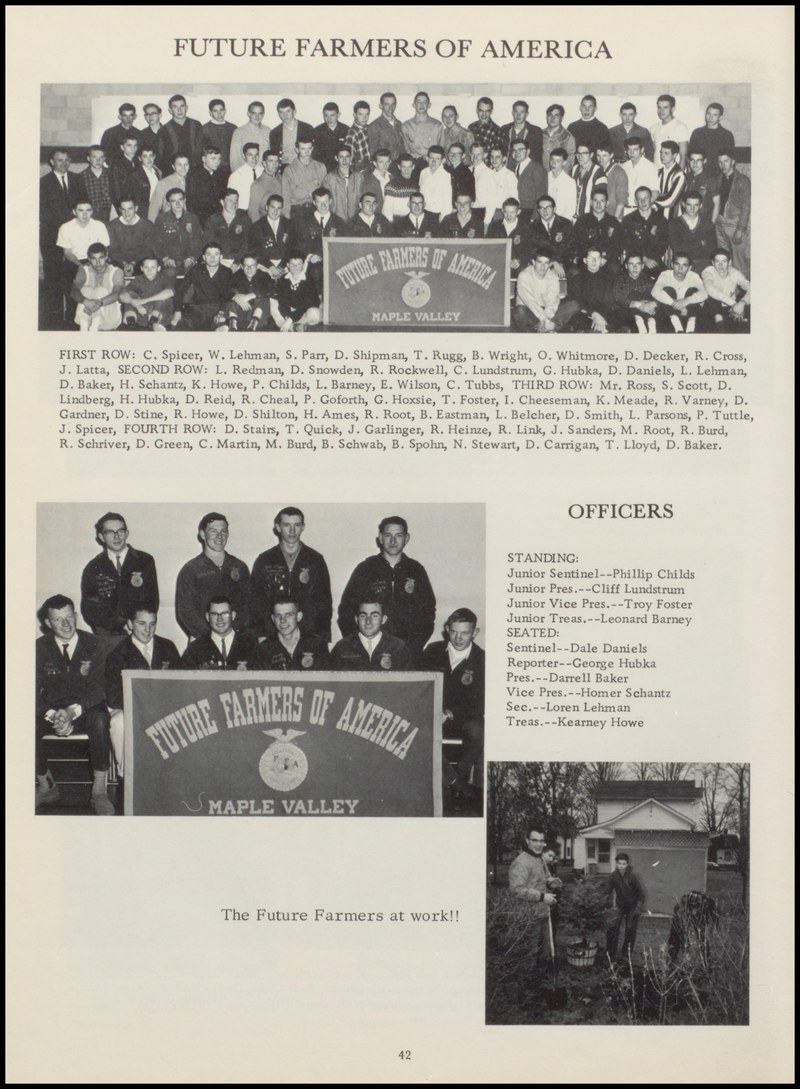 FUTURE FARMERS OF AMERICA
FUTURE FARMERS OF AMERICA
MAPLE VALLEY
FIRST ROW: C. Spicer, W. Lehman, S. Parr, D. Shipman, T. Rugg, B. Wright, O. Whitmore, D. Decker, R. Cross,
J. Latta, SECOND ROW: L. Redman, D. Snowden, R. Rockwell, C. Lundstrum, G. Hubka, D. Daniels, L. Lehman,
D. Baker, H. Schantz, K. Howe, P. Childs, L. Barney, E. Wilson, C. Tubbs, THIRD ROW: Mr. Ross, S. Scott, D.
Lindberg, H. Hubka, D. Reid, R. Cheal, P. Goforth, G. Hoxsie, T. Foster, I. Cheeseman, K. Meade, R. Varney, D.
Gardner, D. Stine, R. Howe, D. Shilton, H. Ames, R. Root, B. Eastman, L. Belcher, D. Smith, L. Parsons, P. Tuttle,
J. Spicer, FOURTH ROW: D. Stairs, T. Quick, J. Garlinger, R. Heinze, R. Link, J. Sanders, M. Root, R. Burd,
R. Schriver, D. Green, C. Martin, M. Burd, B. Schwab, B. Spohn, N. Stewart, D. Carrigan, T. Lloyd, D. Baker.
OFFICERS
STANDING:
Junior Sentinel--Phillip Childs
Junior Pres.--Cliff Lundstrum
Junior Vice Pres.--Troy Foster
Junior Treas.--Leonard Barney
SEATED:
Sentinel--Dale Daniels
Reporter--George Hubka
Pres.--Darrell Baker
Vice Pres.--Homer Schantz
Sec.--Loren Lehman
Treas.--Kearney Howe
FUTURE FARMERS OF AMERICA
MAPLE VALLEY
The Future Farmers at work!!
42